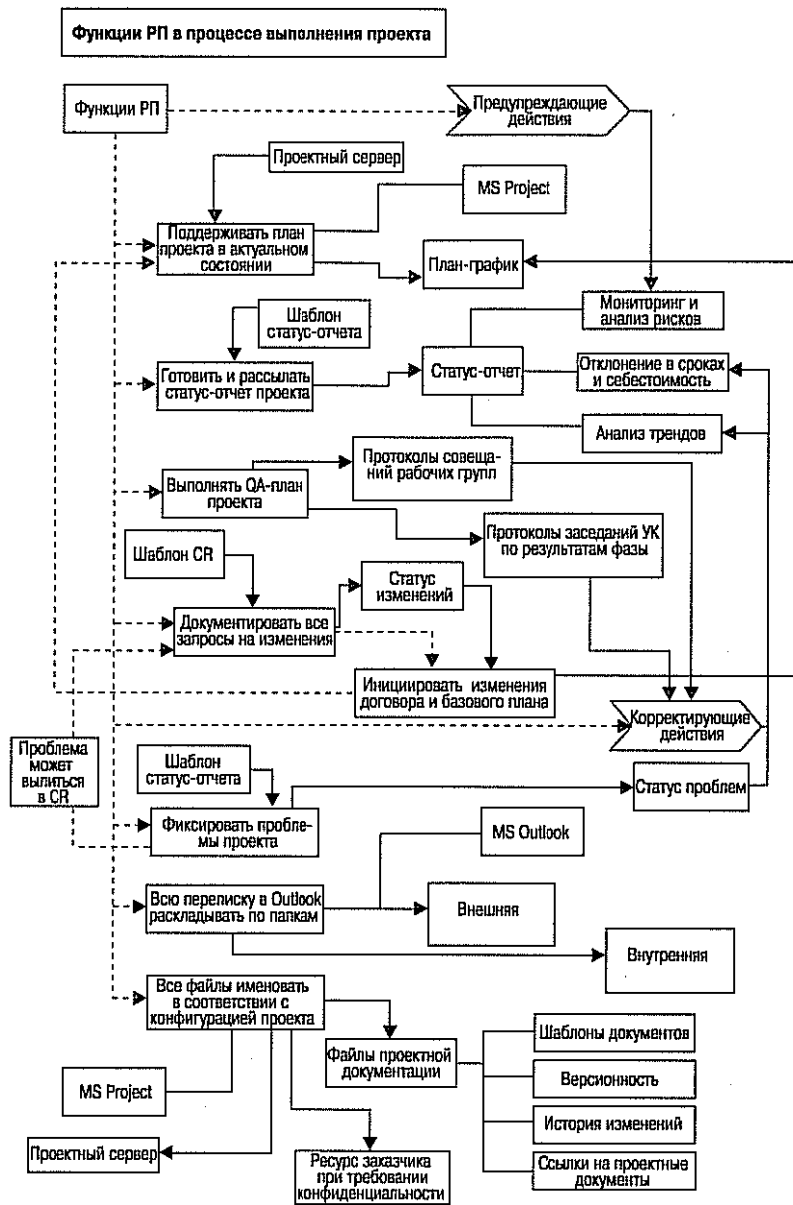 Функции РП в процессе выполнения проекта
Функции РП
Предупреждающие
действия
Проектный сервер
MS Project
Поддерживать план
проекта в актуальном
состоянии
План-график
Мониторинг и
анализ рисков
Шаблон
статус-отчета
Готовить и рассылать
статус-отчет проекта
Статус-отчет
Отклонение в сроках
и себестоимость
Анализ трендов
Протоколы совеща-
ний рабочих групп
Выполнять QA-план
проекта
Протоколы заседаний УК
по результатам фазы
Шаблон CR
Статус
изменений
Документировать все
запросы на изменения
Инициировать изменения
договора и базового плана
Корректирующие
действия
Проблема
может
вылиться
в CR
Шаблон
статус-отчета
Статус проблем
Фиксировать пробле-
мы проекта
MS Outlook
Всю переписку в Outlook
раскладывать по папкам
Внешняя
Внутренняя
Все файлы именовать
в соответствии с
конфигурацией проекта
Файлы проектной
документации
Шаблоны документов
Версионность
История изменений
Ссылки на проектные
документы
MS Project
Проектный сервер
Ресурс заказчика
при требовании
конфиденциальности